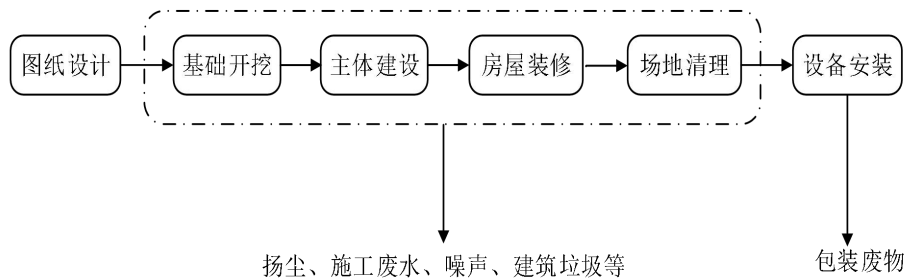 图纸设计
基础开挖
主体建设
房屋装修
场地清理
设备安装
扬尘、施工废水、噪声、建筑垃圾等
包装废物